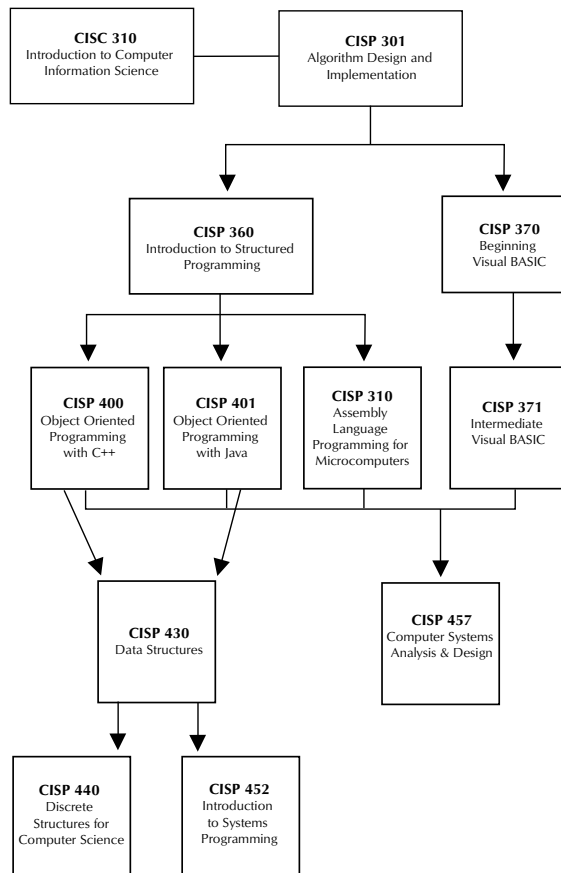 CISC 310
Introduction to Computer
Information Science
CISP 301
Algorithm Design and
Implementation
CISP 360
Introduction to Structured
Programming
CISP 370
Beginning
Visual BASIC
CISP 400
Object Oriented
Programming
with C++
CISP 401
Object Oriented
Programming
with Java
CISP 310
Assembly
Language
Programming for
Microcomputers
CISP 371
Intermediate
Visual BASIC
CISP 430
Data Structures
CISP 457
Computer Systems
Analysis & Design
CISP 440
Discrete
Structures for
Computer Science
CISP 452
Introduction
to Systems
Programming